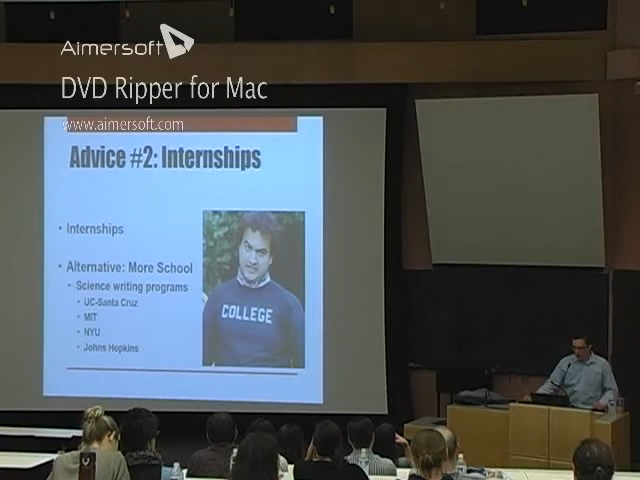 Aimersoft
DVD Ripper for Mac
www.aimersoft.com
Advice #2: Internships
• Internships
• Alternative: More School
• Science writing programs
• UC-Santa Cruz
• MIT
• NYU
• Johns Hopkins
COLLEGE